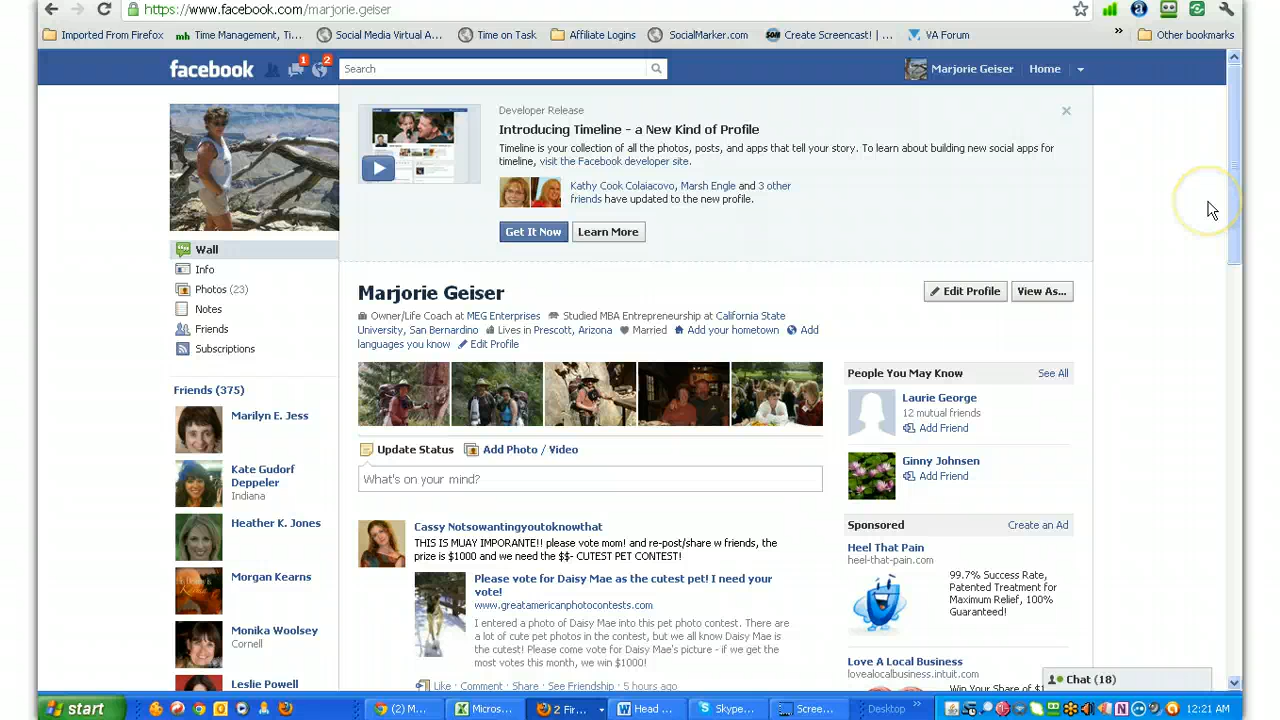 https://www.facebook.com/marjorie.geiser
Imported From Firefox
Time Management, Ti...
Social Media Virtual A...
Time on Task
Affiliate Logins
SocialMarker.com
Create Screencast! | ...
VA Forum
»
Other bookmarks
facebook
1
2
Search
Marjorie Geiser
Home
Developer Release
Introducing Timeline - a New Kind of Profile
Timeline is your collection of all the photos, posts, and apps that tell your story. To learn about building new social apps for
timeline, visit the Facebook developer site.
Kathy Cook Colaiacovo, Marsh Engle and 3 other
friends have updated to the new profile.
Get It Now
Learn More
Wall
Info
Photos (23)
Notes
Friends
Subscriptions
Friends (375)
Marilyn E. Jess
Kate Gudorf
Deppeler
Indiana
Heather K. Jones
Morgan Kearns
Monika Woolsey
Cornell
Leslie Powell
Marjorie Geiser
Edit Profile
View As...
Owner/Life Coach at MEG Enterprises Studied MBA Entrepreneurship at California State
University, San Bernardino Lives in Prescott, Arizona Married Add your hometown Add
languages you know Edit Profile
Update Status
Add Photo / Video
What's on your mind?
Cassy Notsowantingyoutoknowthat
THIS IS MUAY IMPORANTE!! please vote mom! and re-post/share w friends, the
prize is $1000 and we need the $$- CUTEST PET CONTEST!
Please vote for Daisy Mae as the cutest pet! I need your
vote!
www.greatamericanphotocontests.com
I entered a photo of Daisy Mae into this pet photo contest. There are
a lot of cute pet photos in the contest, but we all know Daisy Mae is
the cutest! Please come vote for Daisy Mae's picture - if we get the
most votes this month, we win $1000!
Like · Comment · Share · See Friendship · 5 hours ago
People You May Know
See All
Laurie George
12 mutual friends
Add Friend
Ginny Johnsen
Add Friend
Sponsored
Create an Ad
Heel That Pain
heel-that-pain.com
99.7% Success Rate,
Patented Treatment for
Maximum Relief, 100%
Guaranteed!
Love A Local Business
lovealocalbusiness.intuit.com
Win Your Share of
Chat (18)
start
(2) M...
Micros...
2 Fir...
Head ...
Skype...
Scree...
Desktop
»
12:21 AM